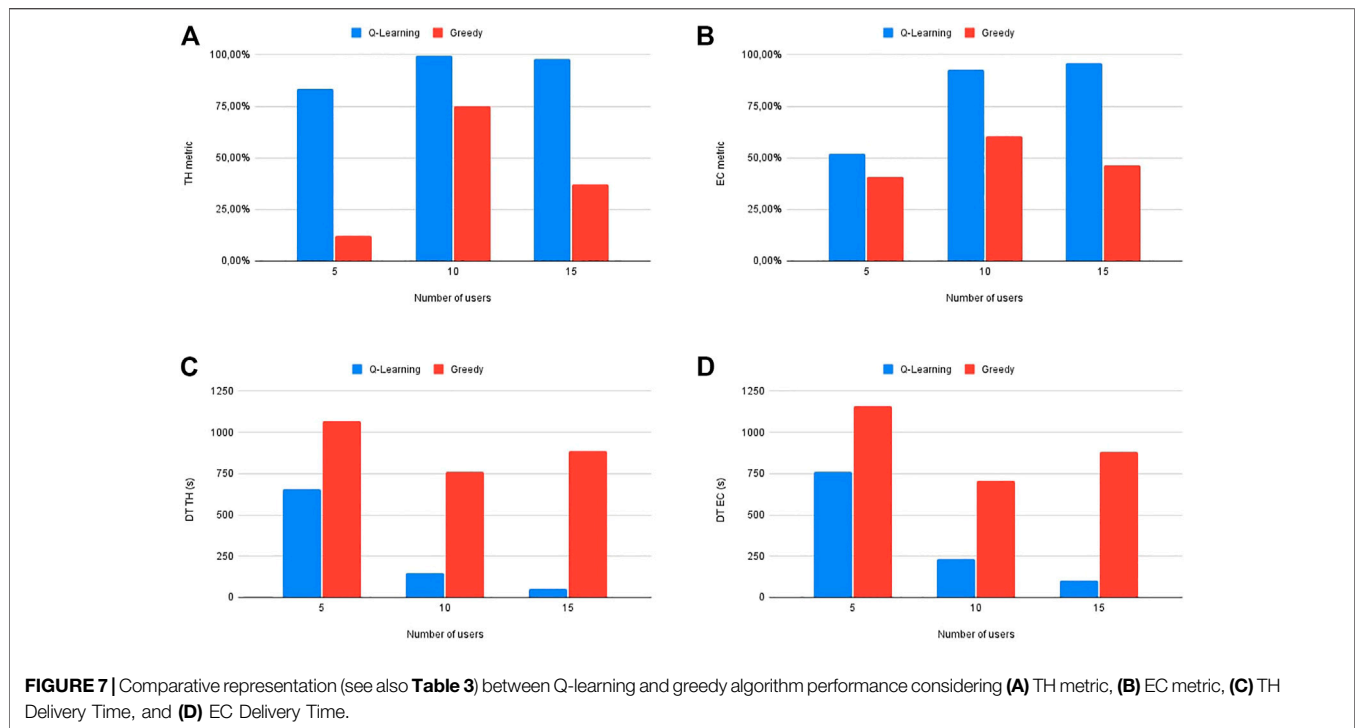 A
Q-Learning Greedy
100,00%
75,00%
50,00%
25,00%
0,00%
TH metric
5 10 15
Number of users
B
Q-Learning Greedy
100,00%
75,00%
50,00%
25,00%
0,00%
EC metric
5 10 15
Number of users
C
Q-Learning Greedy
1250
1000
750
500
250
0
DT TH (s)
5 10 15
Number of users
D
Q-Learning Greedy
1250
1000
750
500
250
0
DT EC (s)
5 10 15
Number of users
FIGURE 7 | Comparative representation (see also Table 3) between Q-learning and greedy algorithm performance considering (A) TH metric, (B) EC metric, (C) TH
Delivery Time, and (D) EC Delivery Time.